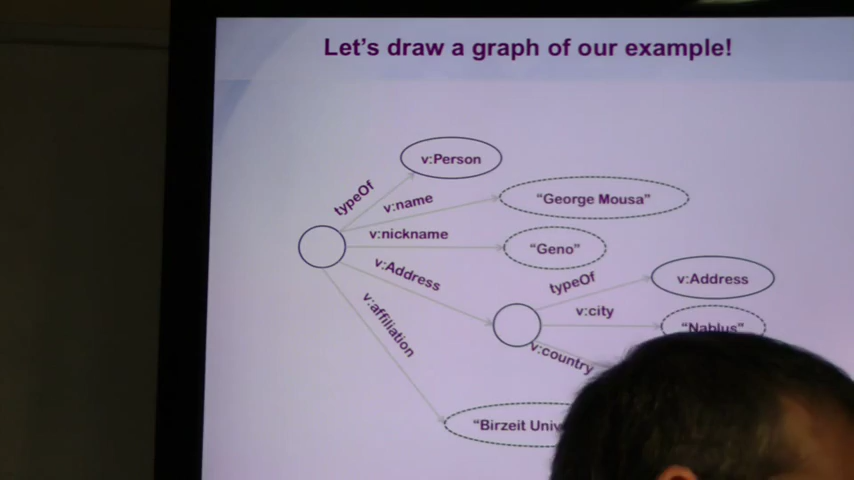 Let's draw a graph of our example!
v:Person
typeOf
v:name
"George Mousa"
v:nickname
"Geno"
v:Address
typeOf
v:Address
v:city
"Nablus"
v:affiliation
v:country
"Birzeit